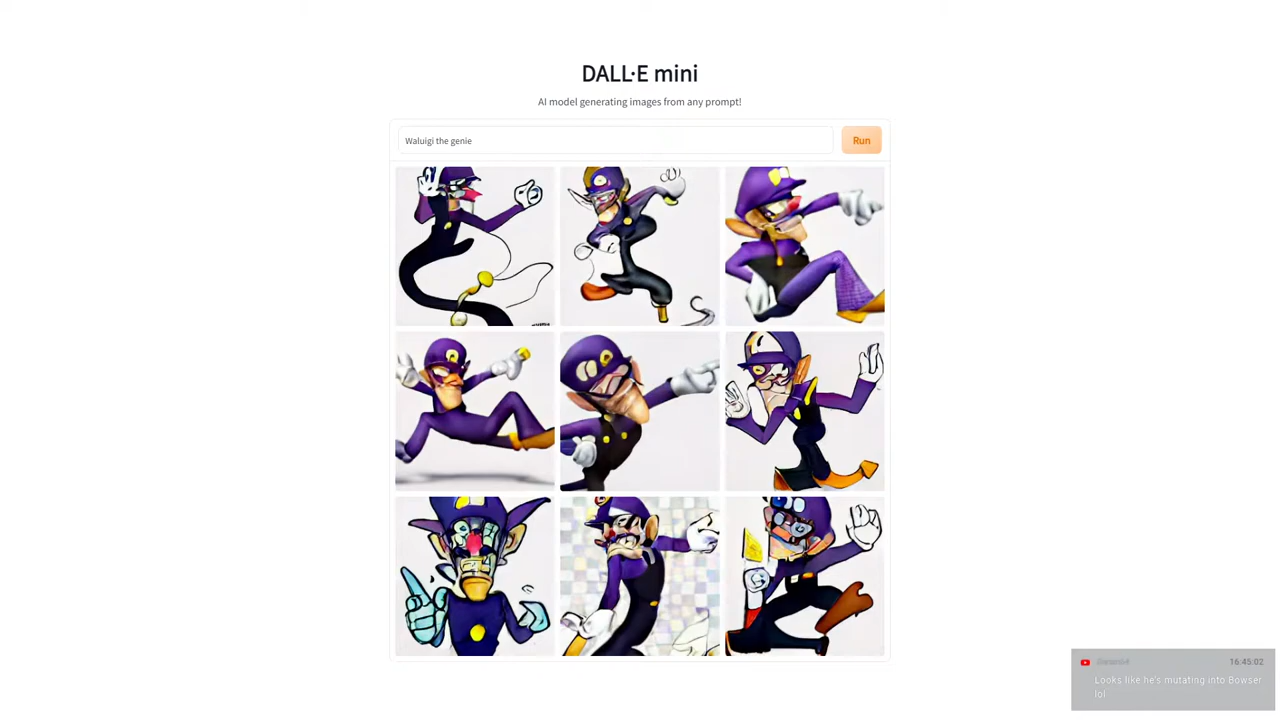 DALL·E mini
AI model generating images from any prompt!
Waluigi the genie
Run
16:45:02
Looks like he's mutating into Bowser
lol